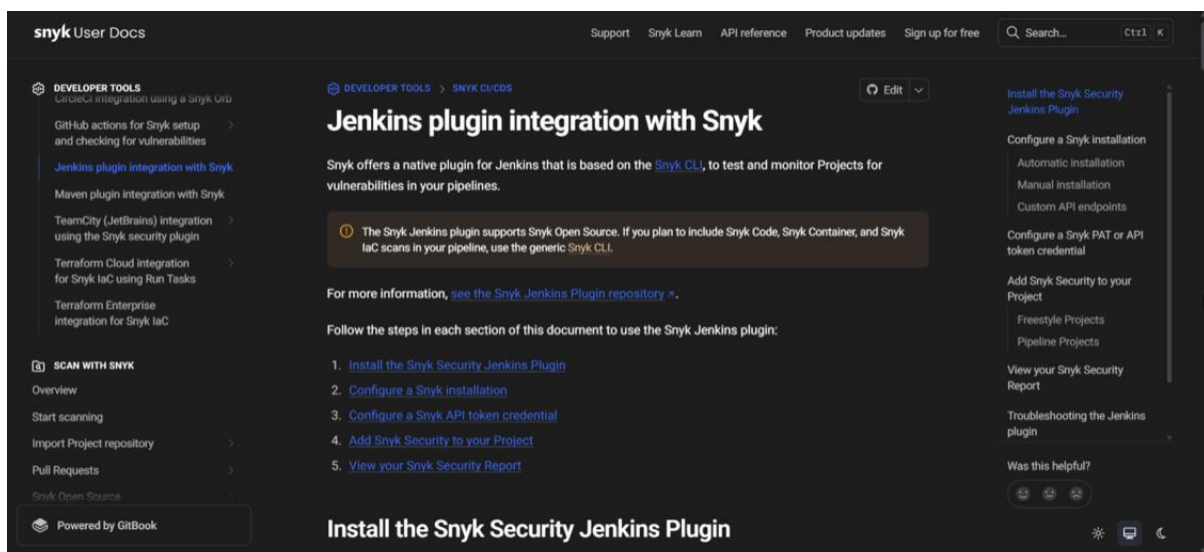 snyk User Docs
Support
Snyk Learn
API reference
Product updates
Sign up for free
Search...
Ctrl K
DEVELOPER TOOLS
CircleCI integration using a Snyk Orb
GitHub actions for Snyk setup
and checking for vulnerabilities
Jenkins plugin integration with Snyk
Maven plugin integration with Snyk
TeamCity (JetBrains) integration
using the Snyk security plugin
Terraform Cloud integration
for Snyk IaC using Run Tasks
Terraform Enterprise
integration for Snyk IaC
SCAN WITH SNYK
Overview
Start scanning
Import Project repository
Pull Requests
Snyk Open Source
Powered by GitBook
DEVELOPER TOOLS > SNYK CI/CDS
Edit
Jenkins plugin integration with Snyk
Snyk offers a native plugin for Jenkins that is based on the Snyk CLI, to test and monitor Projects for
vulnerabilities in your pipelines.
The Snyk Jenkins plugin supports Snyk Open Source. If you plan to include Snyk Code, Snyk Container, and Snyk
IaC scans in your pipeline, use the generic Snyk CLI.
For more information, see the Snyk Jenkins Plugin repository↗.
Follow the steps in each section of this document to use the Snyk Jenkins plugin:
1. Install the Snyk Security Jenkins Plugin
2. Configure a Snyk installation
3. Configure a Snyk API token credential
4. Add Snyk Security to your Project
5. View your Snyk Security Report
Install the Snyk Security Jenkins Plugin
Install the Snyk Security
Jenkins Plugin
Configure a Snyk installation
Automatic installation
Manual installation
Custom API endpoints
Configure a Snyk PAT or API
token credential
Add Snyk Security to your
Project
Freestyle Projects
Pipeline Projects
View your Snyk Security
Report
Troubleshooting the Jenkins
plugin
Was this helpful?